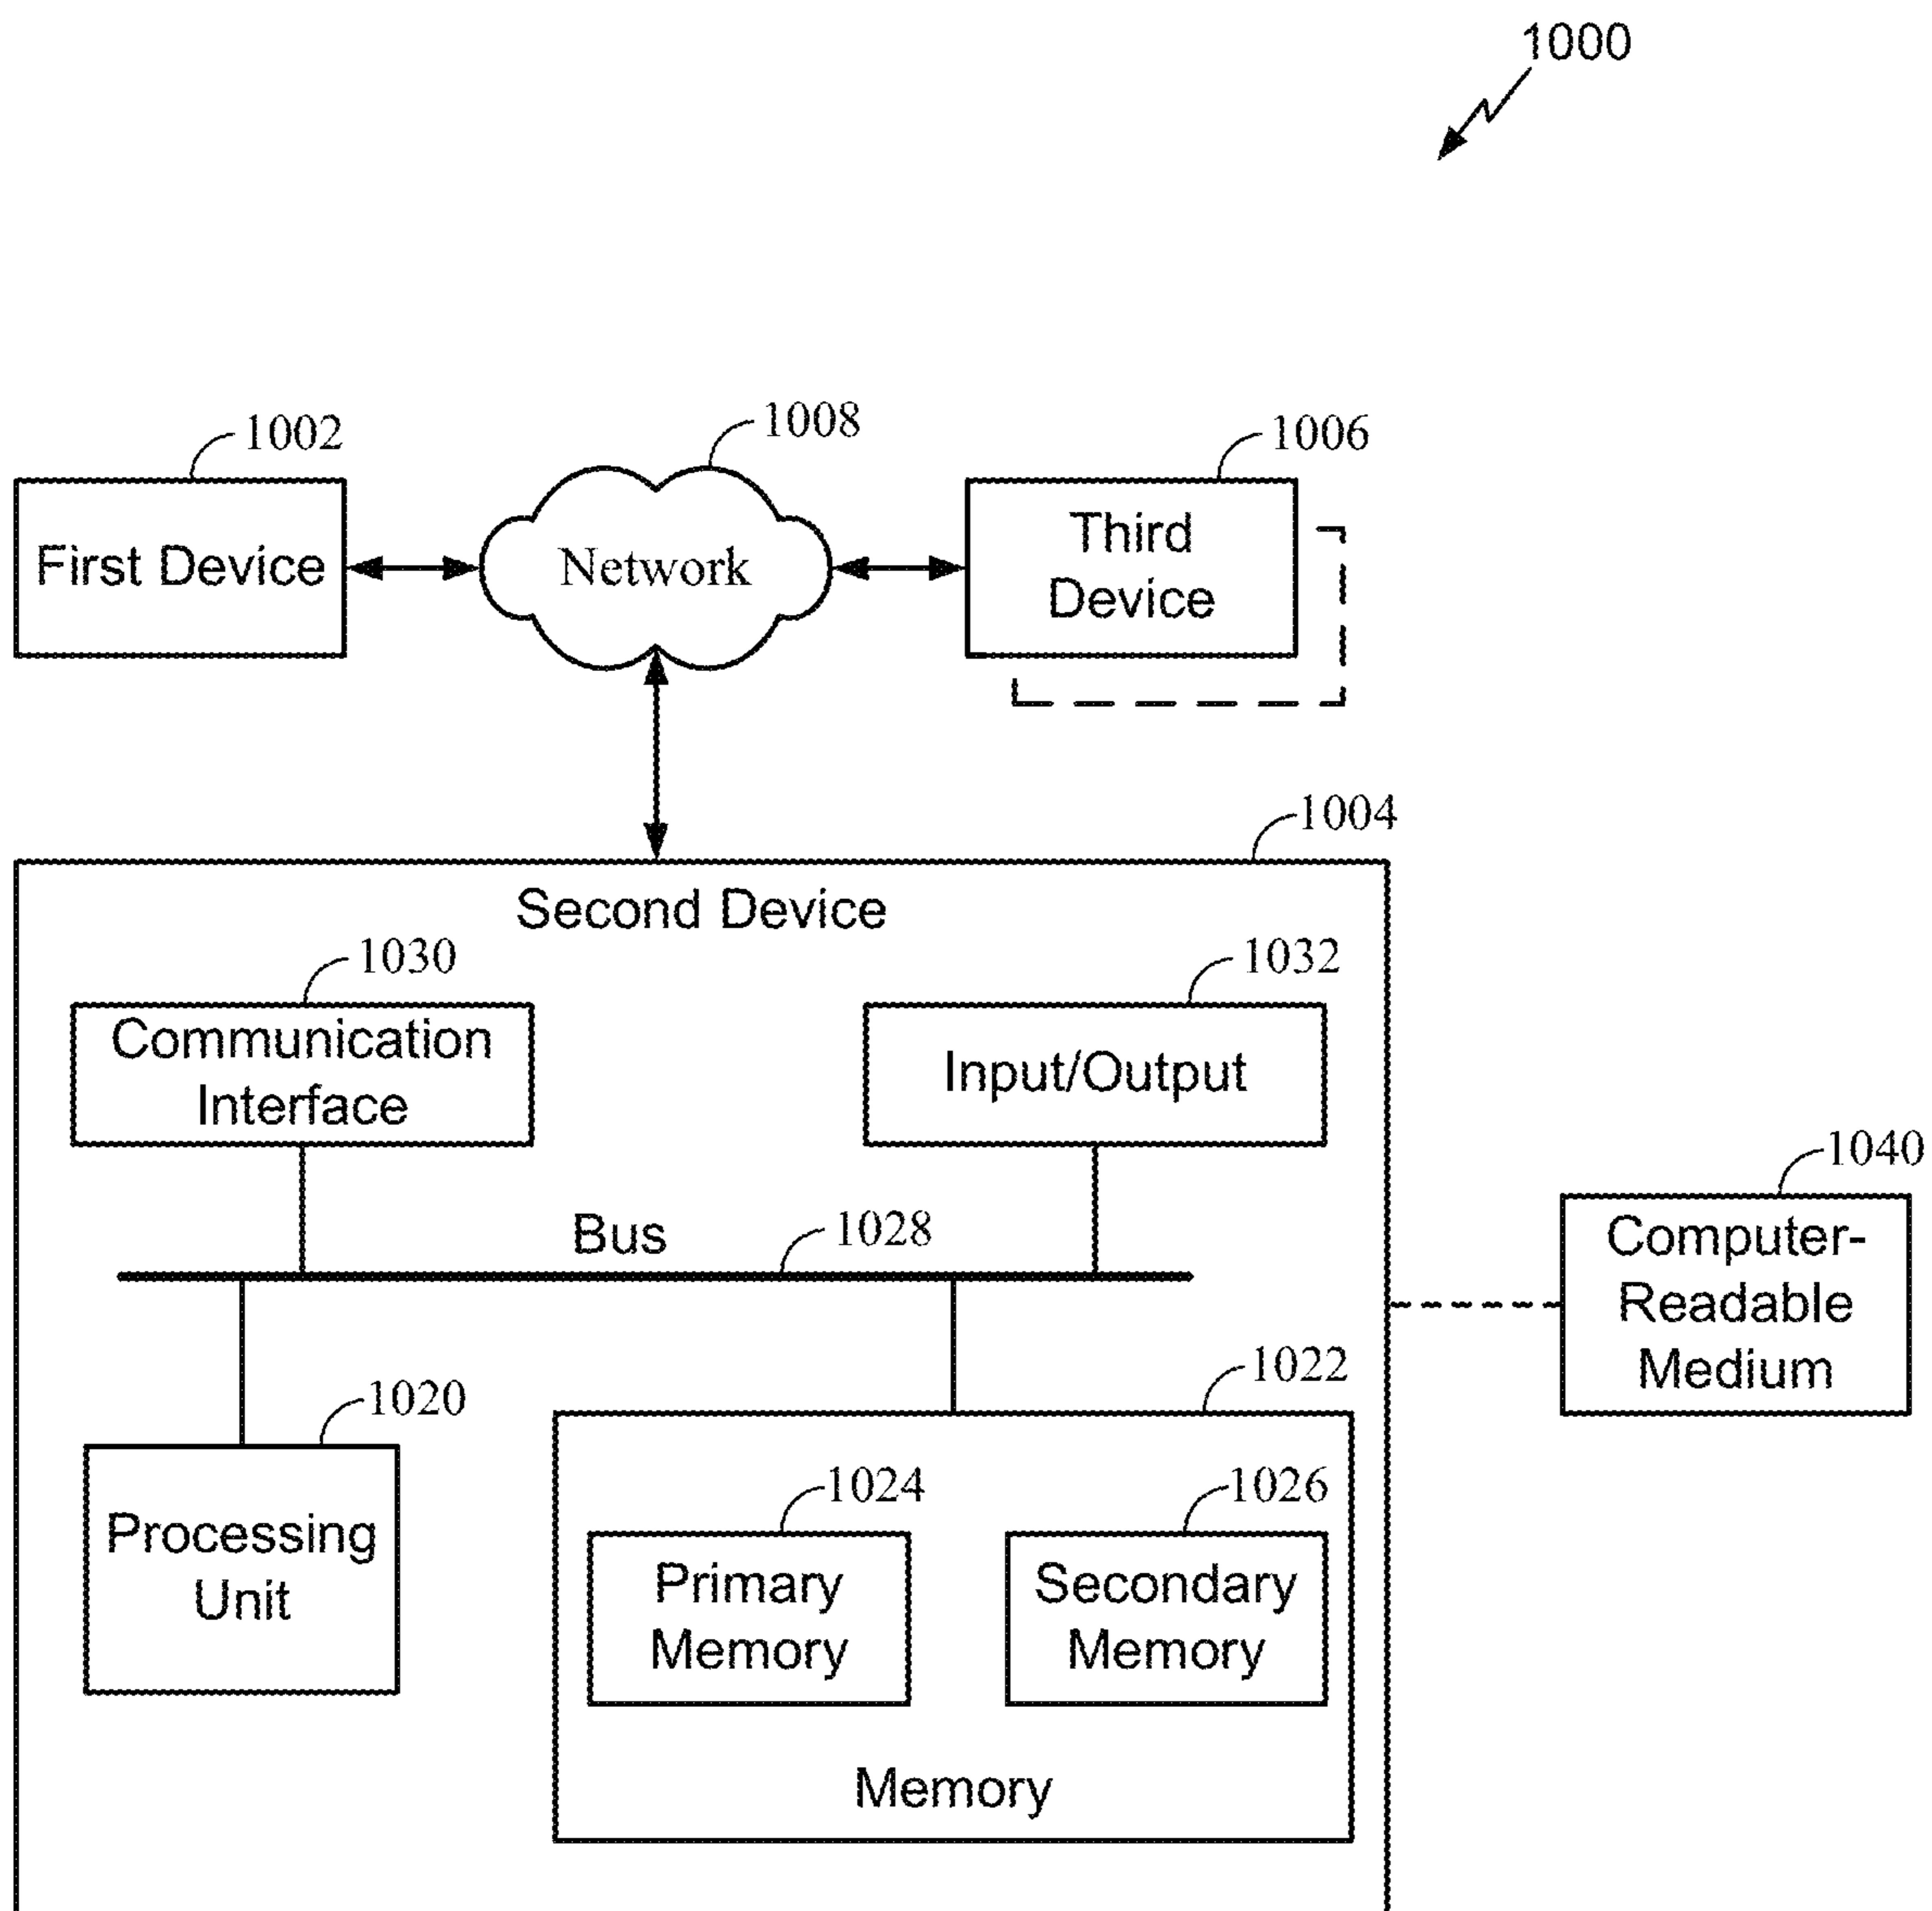 1000
1002
1008
1006
First Device
Network
Third
Device
1004
Second Device
1030
1032
Communication
Interface
Input/Output
1040
Computer-
Readable
Medium
Bus
1028
1022
1020
Processing
Unit
1024
1026
Primary
Memory
Secondary
Memory
Memory